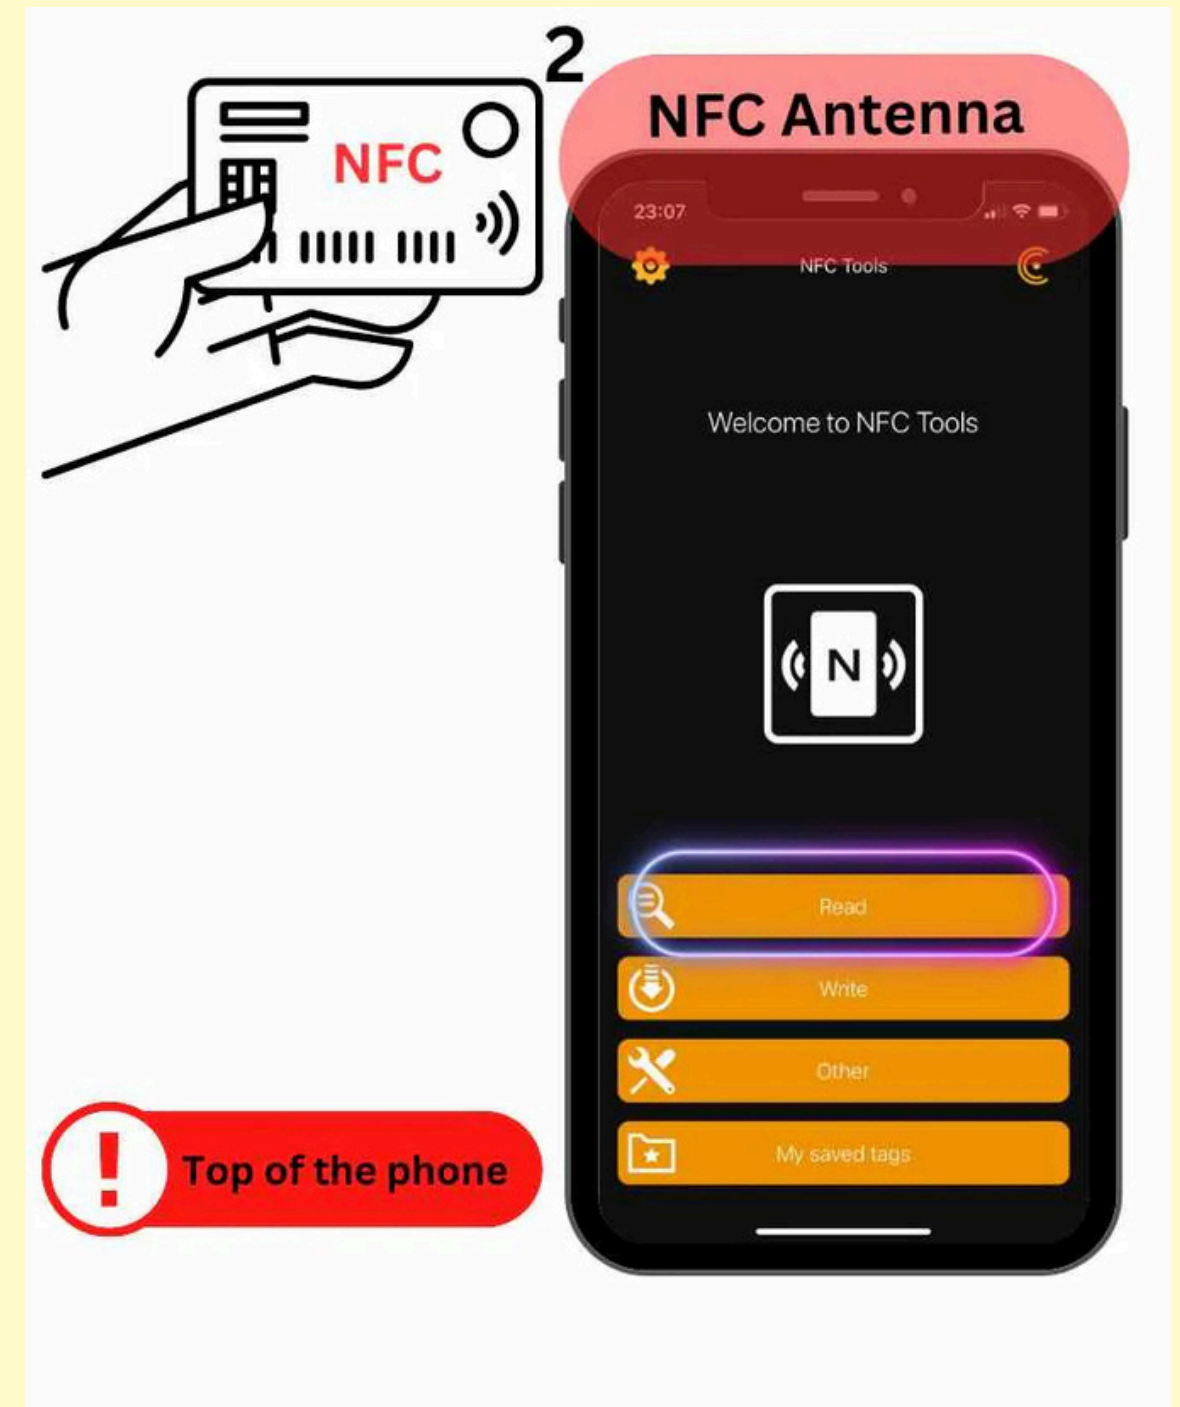 2
NFC Antenna
NFC
23:07
NFC Tools
Welcome to NFC Tools
N
Read
Write
Other
My saved tags
! Top of the phone